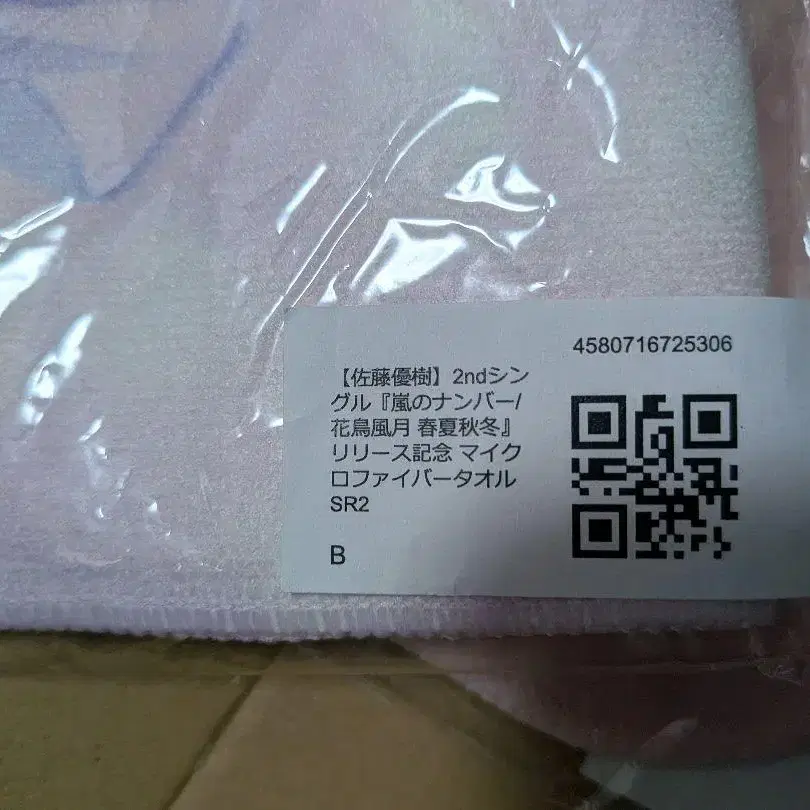 4580716725306
【佐藤優樹】2ndシン
グル『嵐のナンバー/
花鳥風月 春夏秋冬』
リリース記念 マイク
ロファイバータオル
SR2
B